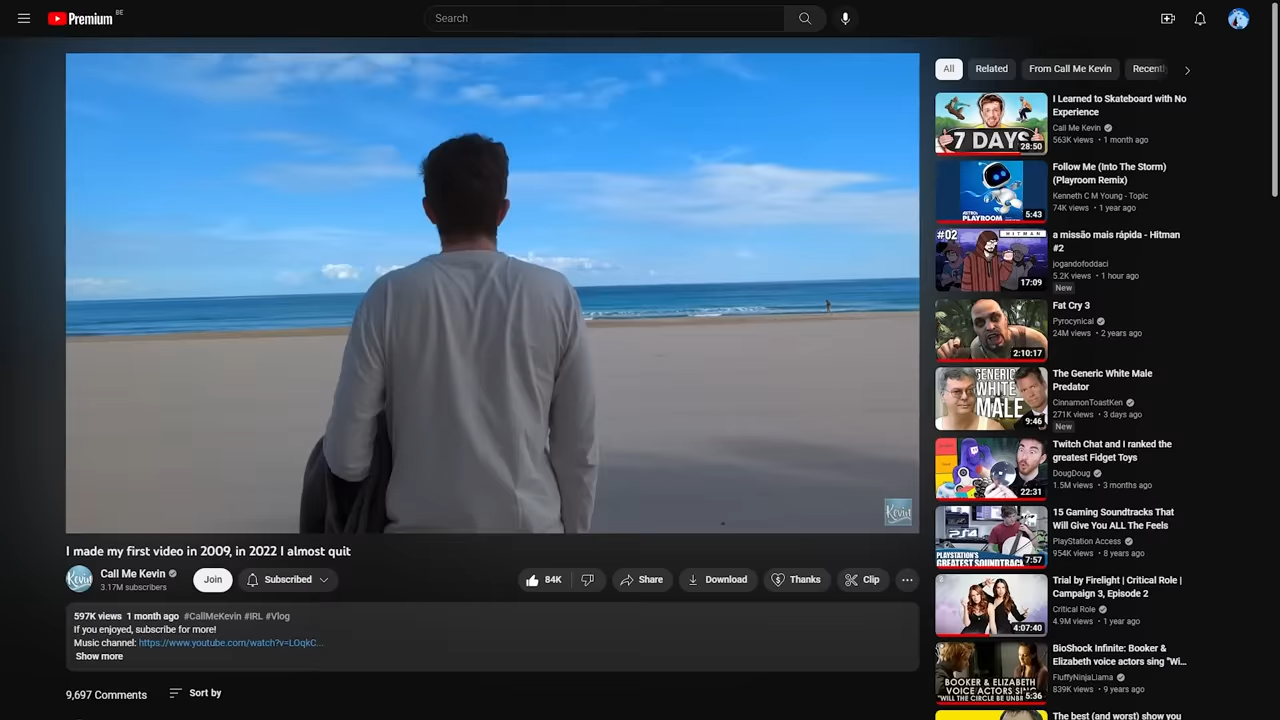 Premium BE
Search
All
Related
From Call Me Kevin
Recently
Kevin
I made my first video in 2009, in 2022 I almost quit
Call Me Kevin
3.17M subscribers
Join
Subscribed
84K
Share
Download
Thanks
Clip
597K views 1 month ago #CallMeKevin #IRL #Vlog
If you enjoyed, subscribe for more!
Music channel: https://www.youtube.com/watch?v=LOqkC...
Show more
9,697 Comments
Sort by
7 DAYS
28:50
I Learned to Skateboard with No
Experience
Call Me Kevin
563K views • 1 month ago
ASTRO's
PLAYROOM
5:43
Follow Me (Into The Storm)
(Playroom Remix)
Kenneth C M Young - Topic
74K views • 1 year ago
#02
HITMAN
17:09
a missão mais rápida - Hitman
#2
jogandofoddaci
5.2K views • 1 hour ago
New
2:10:17
Fat Cry 3
Pyrocynical
24M views • 2 years ago
GENERIC
WHITE
MALE
9:46
The Generic White Male
Predator
CinnamonToastKen
271K views • 3 days ago
New
22:31
Twitch Chat and I ranked the
greatest Fidget Toys
DougDoug
1.5M views • 3 months ago
PS4
PLAYSTATION'S
GREATEST SOUNDTRACKS
7:57
15 Gaming Soundtracks That
Will Give You ALL The Feels
PlayStation Access
954K views • 8 years ago
4:07:40
Trial by Firelight | Critical Role |
Campaign 3, Episode 2
Critical Role
4.9M views • 1 year ago
BOOKER & ELIZABETH
VOICE ACTORS SING
"WILL THE CIRCLE BE UNBR
5:36
BioShock Infinite: Booker &
Elizabeth voice actors sing "Wi...
FluffyNinjaLlama
839K views • 9 years ago
The best (and worst) show you